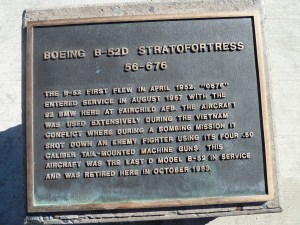 BOEING B-52D STRATOFORTRESS
56-676
THE B-52 FIRST FLEW IN APRIL 1952. "0676"
ENTERED SERVICE IN AUGUST 1957 WITH THE
92 BMW HERE AT FAIRCHILD AFB. THE AIRCRAFT
WAS USED EXTENSIVELY DURING THE VIETNAM
CONFLICT WHERE DURING A BOMBING MISSION IT
SHOT DOWN AN ENEMY FIGHTER USING ITS FOUR .50
CALIBER TAIL-MOUNTED MACHINE GUNS. THIS
AIRCRAFT WAS THE LAST D MODEL B-52 IN SERVICE
AND WAS RETIRED HERE IN OCTOBER 1983.